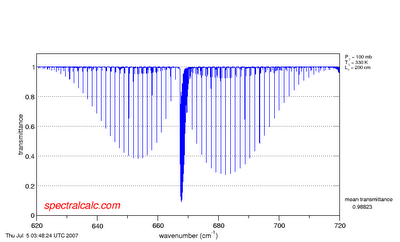 P = 100 mb
T = 330 K
L = 200 cm
1
0.8
0.6
0.4
0.2
0
transmittance
620 640 660 680 700 720
wavenumber (cm⁻¹)
spectralcalc.com
mean transmittance
0.98823
Thu Jul 5 03:48:24 UTC 2007